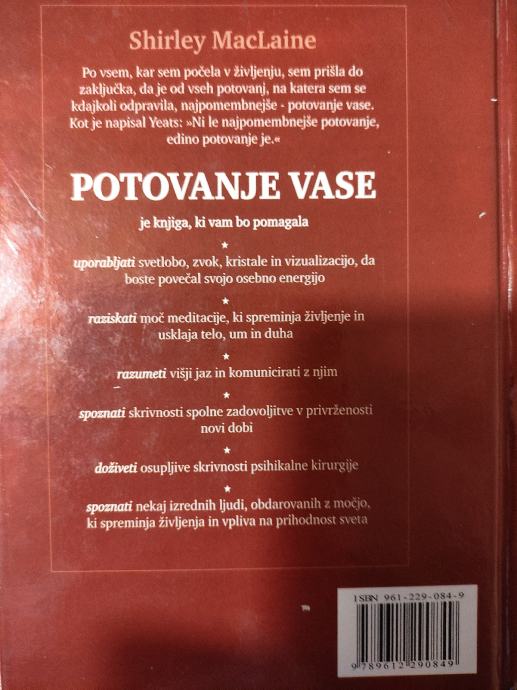 Shirley MacLaine
Po vsem, kar sem počela v življenju, sem prišla do
zaključka, da je od vseh potovanj, na katera sem se
kdajkoli odpravila, najpomembnejše - potovanje vase.
Kot je napisal Yeats: »Ni le najpomembnejše potovanje,
edino potovanje je.«
POTOVANJE VASE
je knjiga, ki vam bo pomagala
★
uporabljati svetlobo, zvok, kristale in vizualizacijo, da
boste povečal svojo osebno energijo
★
raziskati moč meditacije, ki spreminja življenje in
usklaja telo, um in duha
★
razumeti višji jaz in komunicirati z njim
★
spoznati skrivnosti spolne zadovoljitve v privrženosti
novi dobi
★
doživeti osupljive skrivnosti psihikalne kirurgije
★
spoznati nekaj izrednih ljudi, obdarovanih z močjo,
ki spreminja življenja in vpliva na prihodnost sveta
ISBN 961-229-084-9
9789612290849